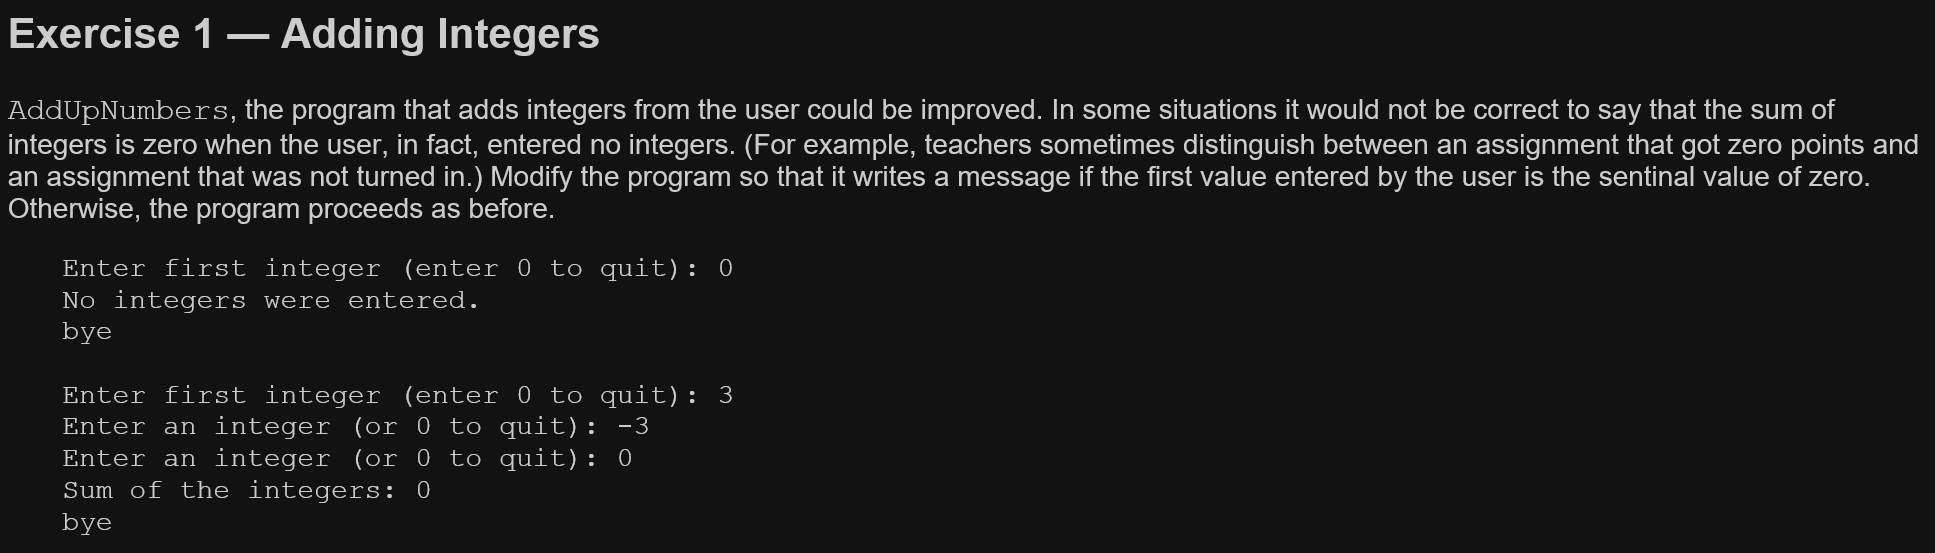 Exercise 1 — Adding Integers
AddUpNumbers, the program that adds integers from the user could be improved. In some situations it would not be correct to say that the sum of
integers is zero when the user, in fact, entered no integers. (For example, teachers sometimes distinguish between an assignment that got zero points and
an assignment that was not turned in.) Modify the program so that it writes a message if the first value entered by the user is the sentinal value of zero.
Otherwise, the program proceeds as before.
Enter first integer (enter 0 to quit): 0
No integers were entered.
bye
Enter first integer (enter 0 to quit): 3
Enter an integer (or 0 to quit): -3
Enter an integer (or 0 to quit): 0
Sum of the integers: 0
bye